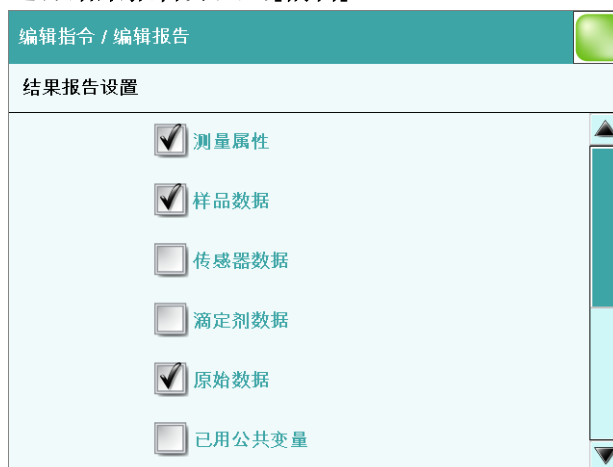 编辑指令 / 编辑报告
结果报告设置
测量属性
样品数据
传感器数据
滴定剂数据
原始数据
已用公共变量